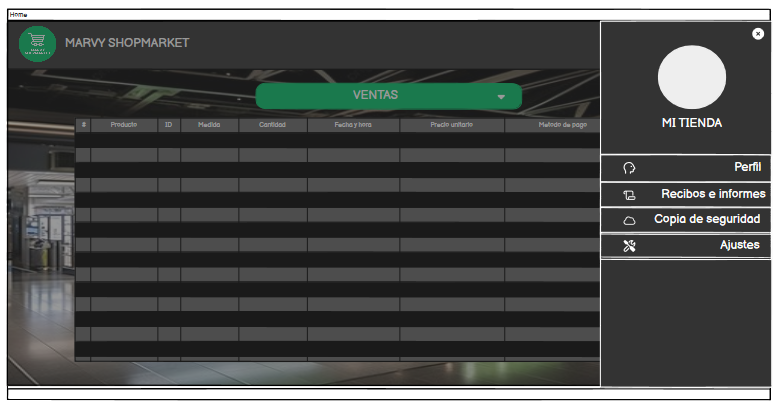 Home
MARVY SHOPMARKET
VENTAS
# Producto ID Medida Cantidad Fecha y hora Precio unitario Metodo de pago
MI TIENDA
Perfil
Recibos e informes
Copia de seguridad
Ajustes